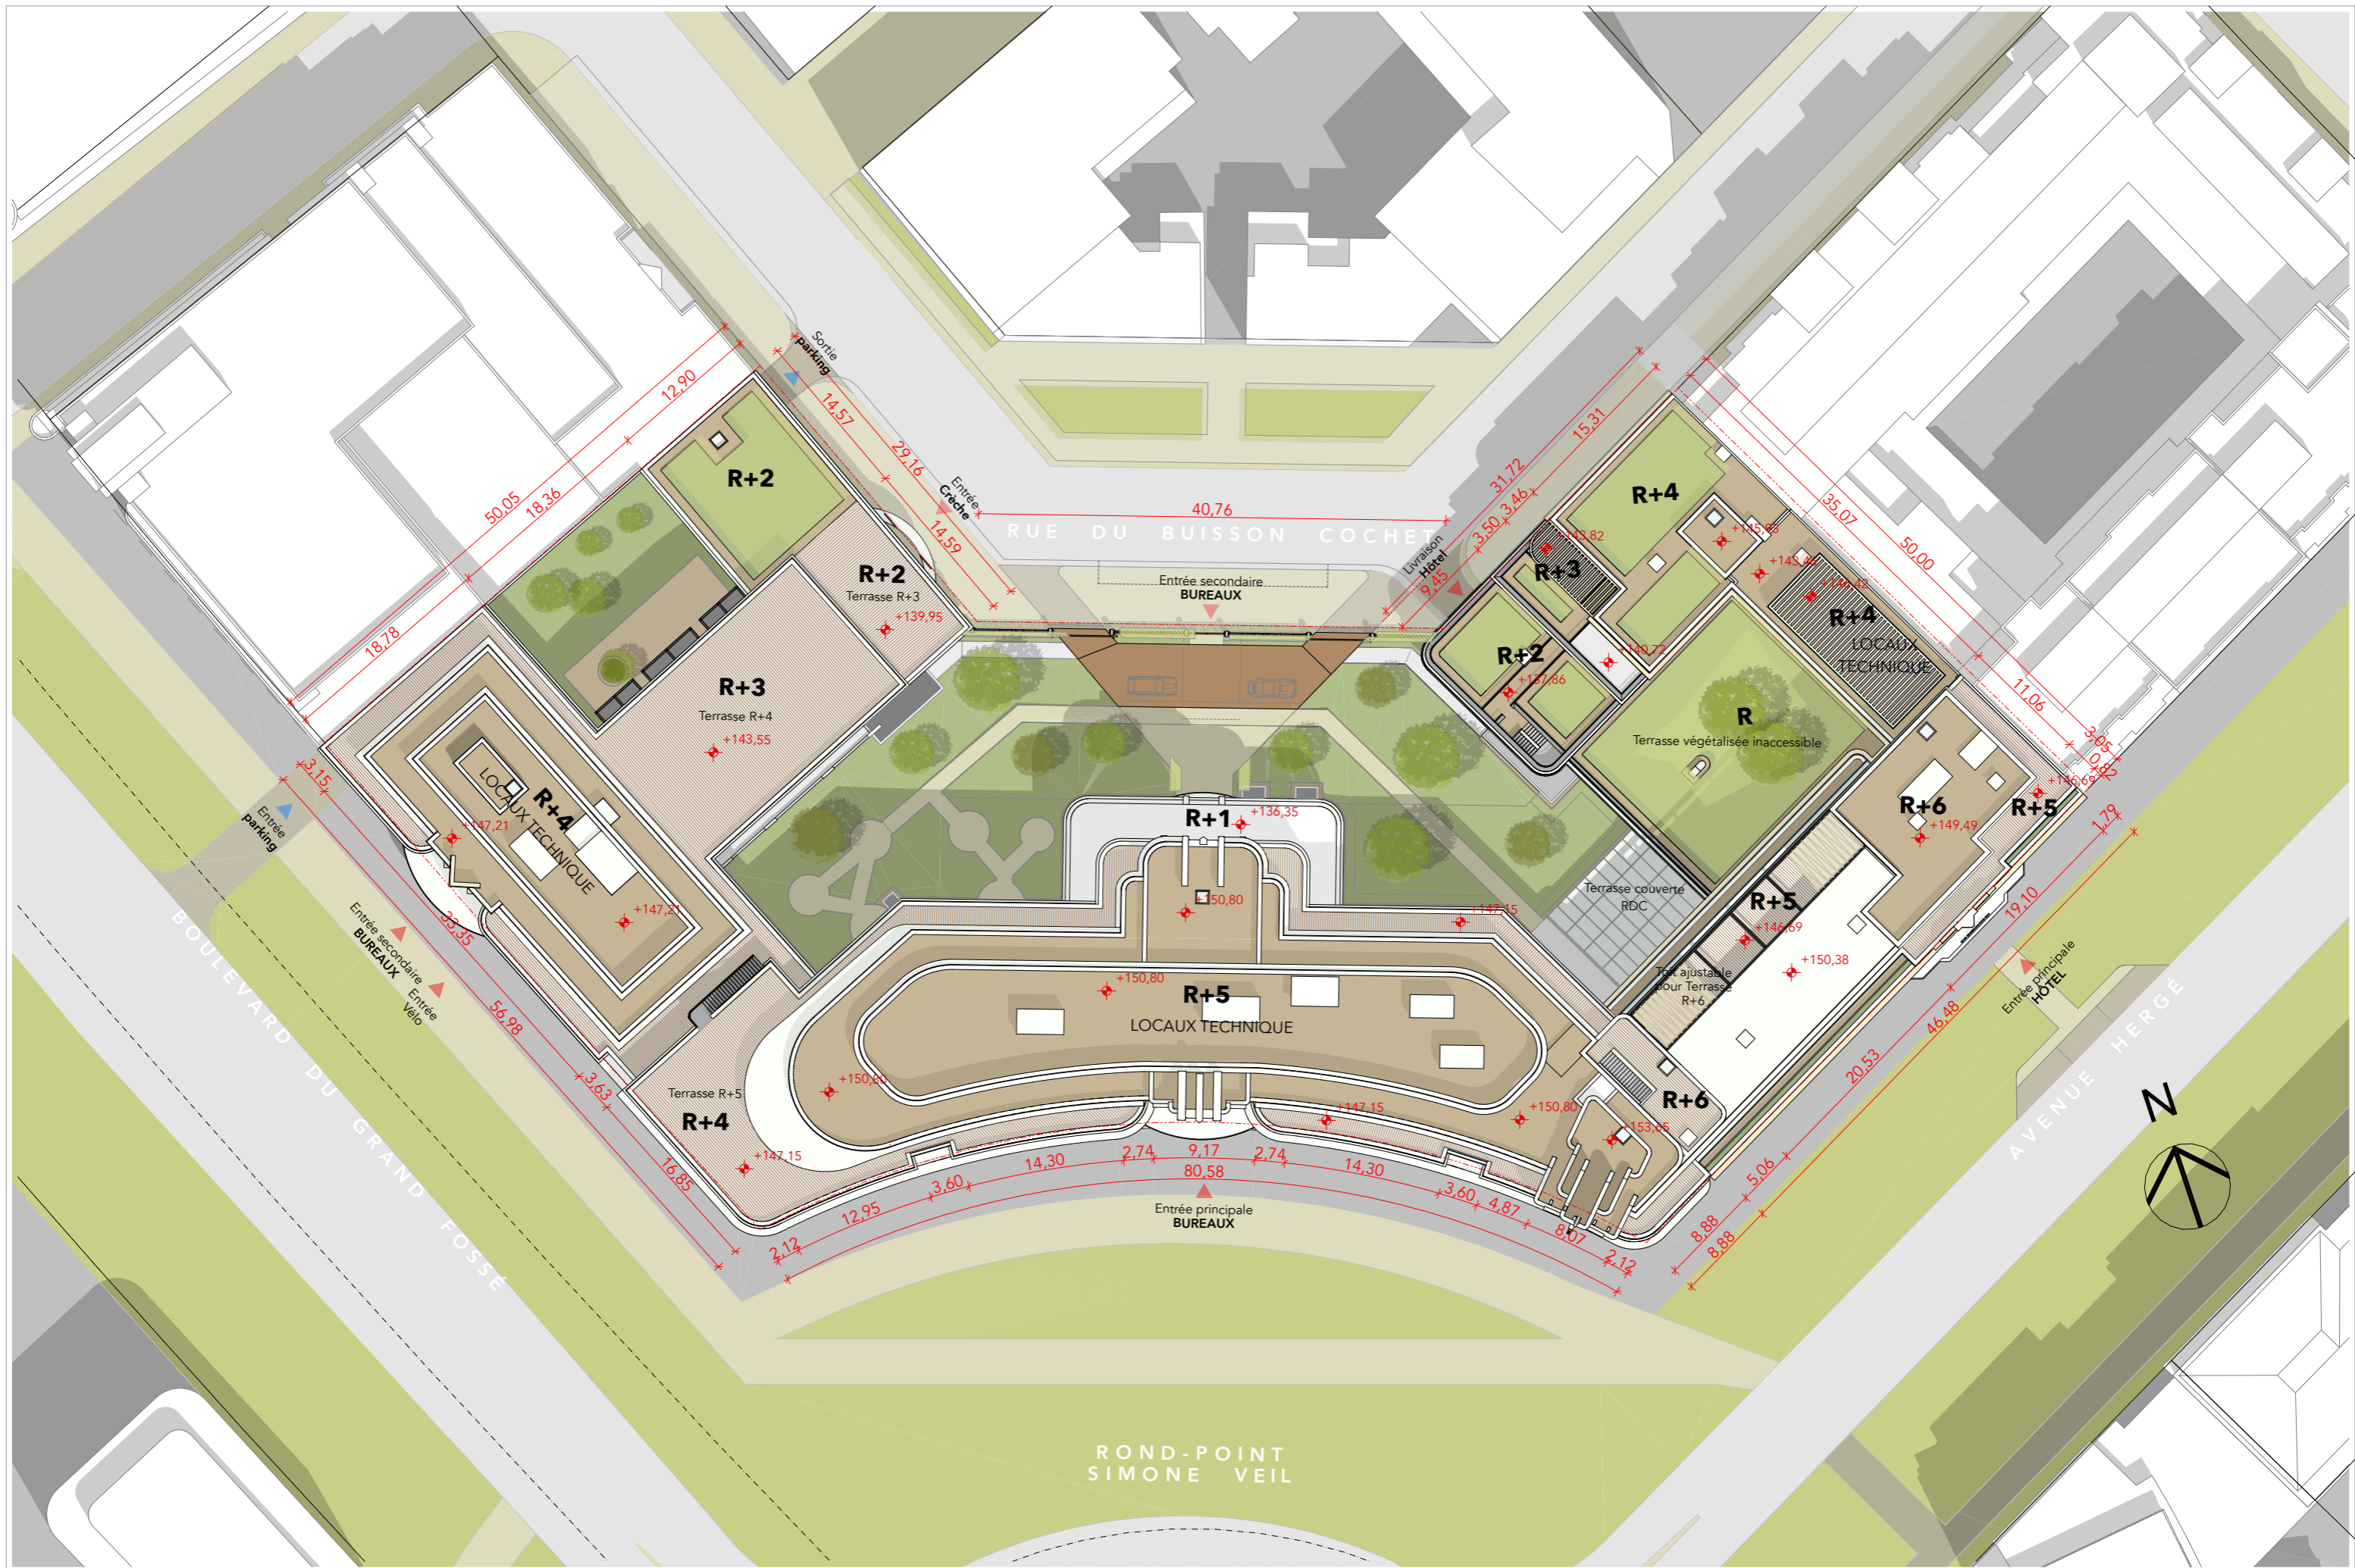 Sortie
parking
12,90
14,57
29,16
50,05
18,36
R+2
Entrée
Crèche
40,76
RUE DU BUISSON COCHET
14,59
15,31
31,72
3,46
3,50
9,45
Livraison
Hôtel
35,07
50,00
R+4
+143,82
R+3
R+4
LOCAUX
TECHNIQUE
Entrée secondaire
BUREAUX
R+2
Terrasse R+3
+139,95
18,78
R+3
Terrasse R+4
+143,55
R+2
+137,86
+140,72
R
Terrasse végétalisée inaccessible
11,06
3,05
0,82
+146,69
R+5
R+6
+149,49
1,79
3,15
Entrée
parking
R+4
LOCAUX TECHNIQUE
+147,21
+147,21
R+1
+136,35
+150,80
+147,15
Terrasse couverte
RDC
R+5
+146,69
+150,38
Toit ajustable
pour Terrasse
R+6
19,10
Entrée principale
HÔTEL
46,48
20,53
AVENUE HERGÉ
33,35
Entrée secondaire
BUREAUX
Entrée
Vélo
BOULEVARD DU GRAND FOSSÉ
56,98
3,63
+150,80
R+5
LOCAUX TECHNIQUE
+150,80
Terrasse R+5
R+4
+147,15
+147,15
+150,80
+153,65
R+6
N
16,85
2,12
12,95
3,60
14,30
2,74
9,17
2,74
14,30
80,58
3,60
4,87
8,07
2,12
5,06
8,88
8,88
Entrée principale
BUREAUX
ROND-POINT
SIMONE VEIL